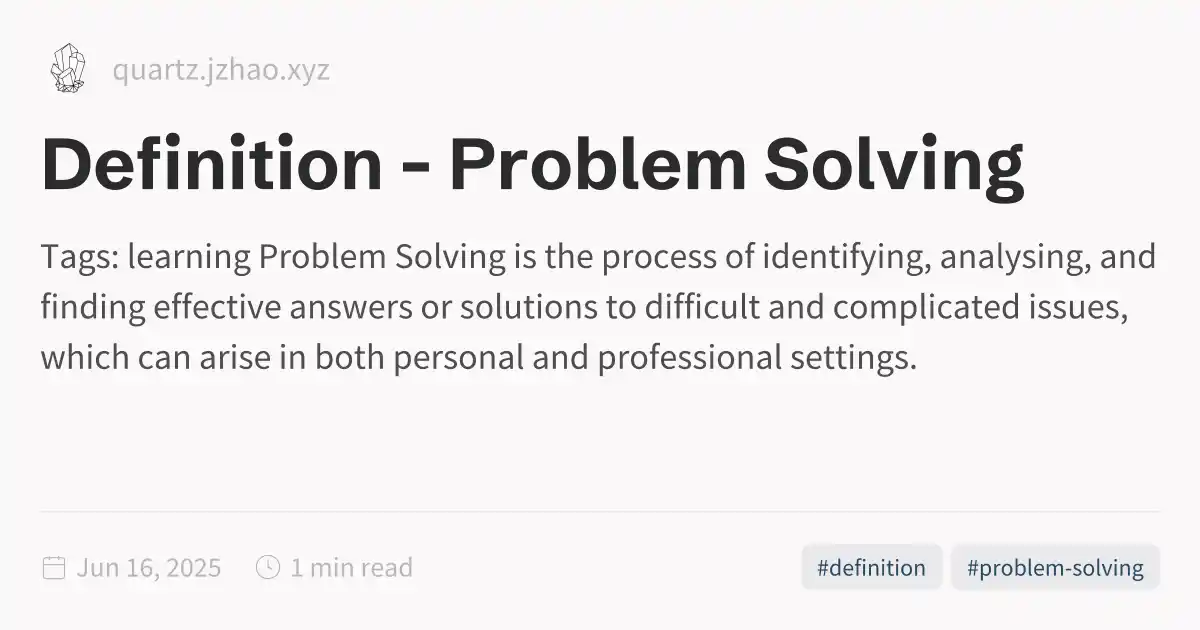 quartz.jzhao.xyz
Definition - Problem Solving
Tags: learning Problem Solving is the process of identifying, analysing, and
finding effective answers or solutions to difficult and complicated issues,
which can arise in both personal and professional settings.
Jun 16, 2025 1 min read #definition #problem-solving